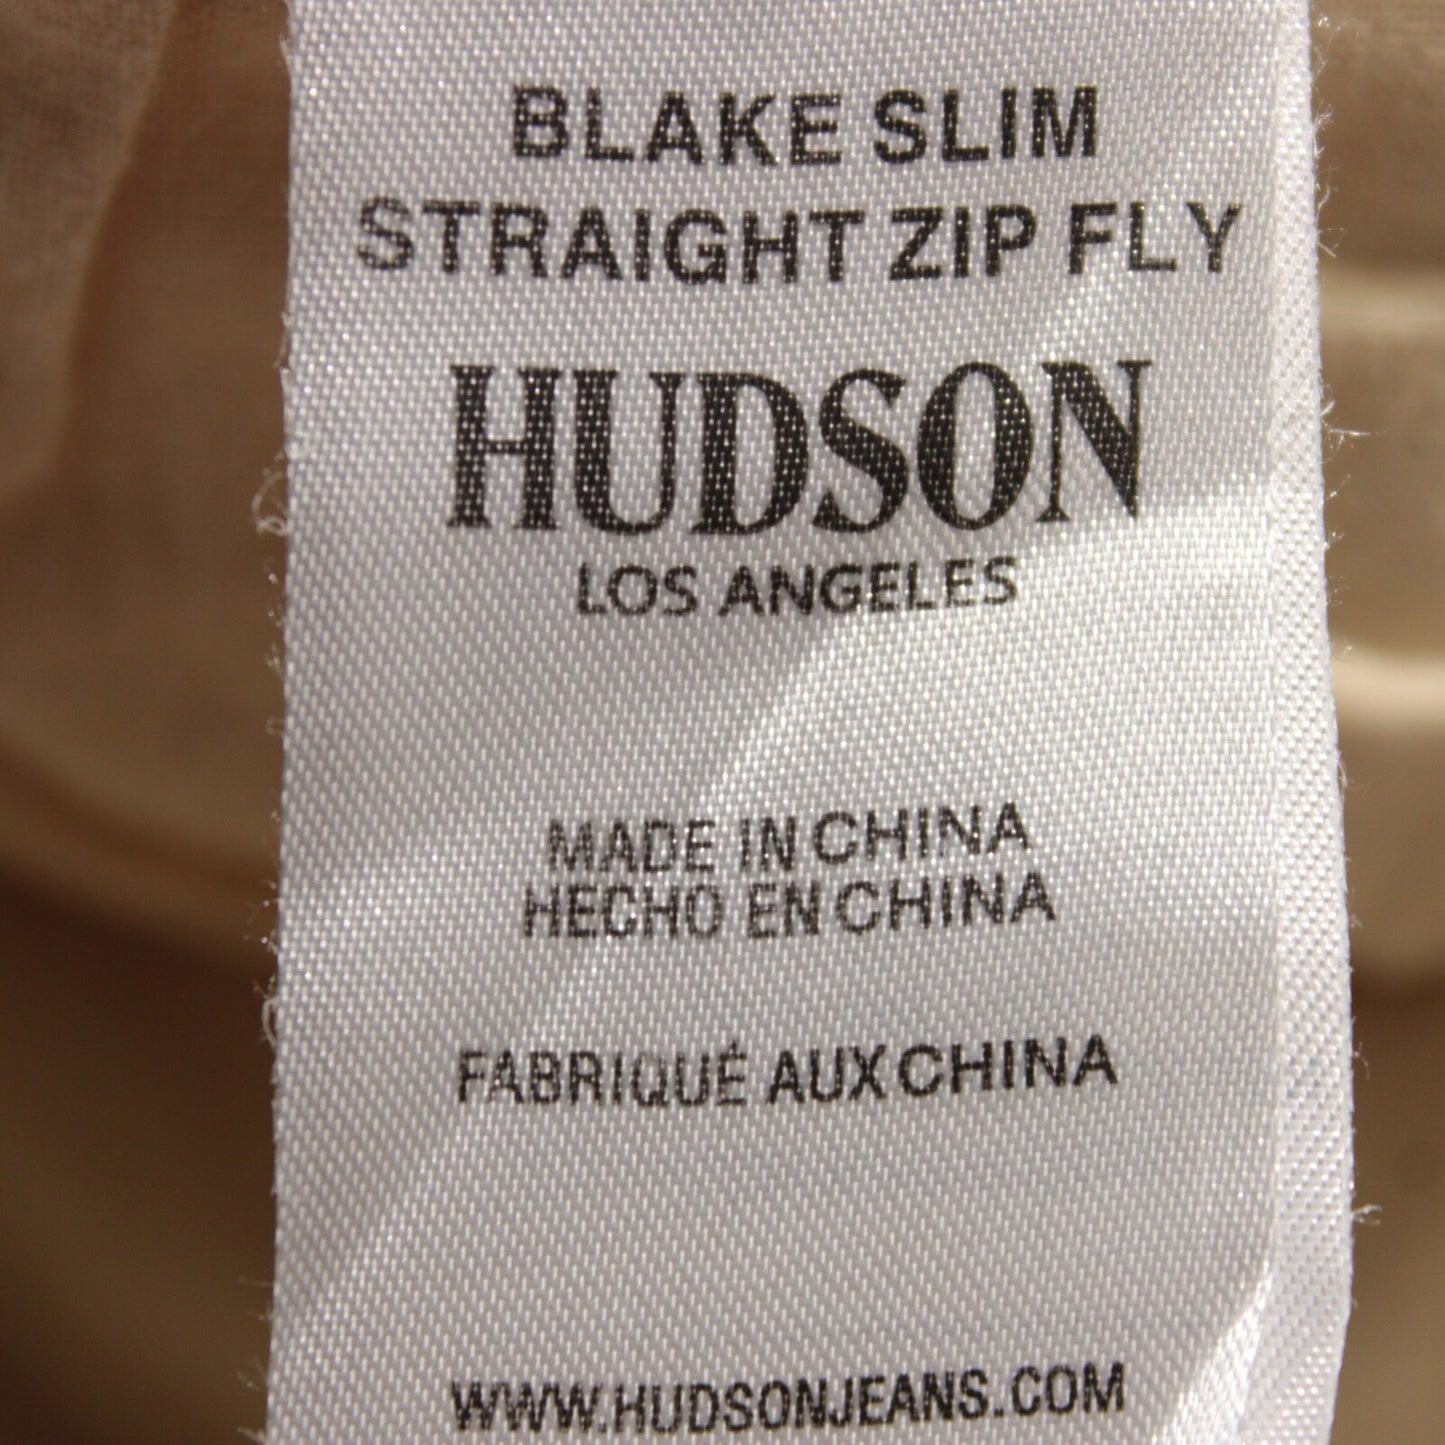 BLAKE SLIM
STRAIGHT ZIP FLY
HUDSON
LOS ANGELES
MADE IN CHINA
HECHO EN CHINA
FABRIQUÉ AUX CHINA
WWW.HUDSONJEANS.COM